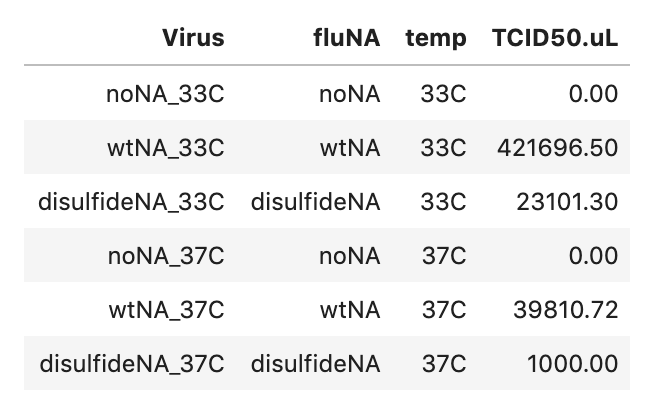 Virus fluNA temp TCID50.uL
noNA_33C noNA 33C 0.00
wtNA_33C wtNA 33C 421696.50
disulfideNA_33C disulfideNA 33C 23101.30
noNA_37C noNA 37C 0.00
wtNA_37C wtNA 37C 39810.72
disulfideNA_37C disulfideNA 37C 1000.00